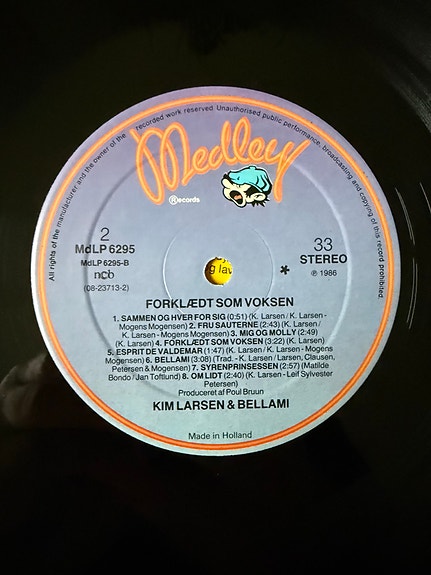 All rights of the manufacturer and the owner of the recorded work reserved. Unauthorised public performance, broadcasting and copying of this record prohibited
Medley
Records
2
MdLP 6295
MdLP 6295-B
ncb
(08-23713-2)
g lav
33
STEREO
* ℗ 1986
FORKLÆDT SOM VOKSEN
1. SAMMEN OG HVER FOR SIG (0:51) (K. Larsen / K. Larsen -
Mogens Mogensen) 2. FRU SAUTERNE (2:43) (K. Larsen /
K. Larsen - Mogens Mogensen) 3. MIG OG MOLLY (2:49)
(K. Larsen) 4. FORKLÆDT SOM VOKSEN (3:22) (K. Larsen)
5. ESPRIT DE VALDEMAR (1:47) (K. Larsen / K. Larsen - Mogens
Mogensen) 6. BELLAMI (3:08) (Trad. - K. Larsen / Larsen, Clausen,
Petersen & Mogensen) 7. SYRENPRINSESSEN (2:57) (Matilde
Bondo / Jan Toftlund) 8. OM LIDT (2:40) (K. Larsen - Leif Sylvester
Petersen)
Produceret af Poul Bruun
KIM LARSEN & BELLAMI
Made in Holland